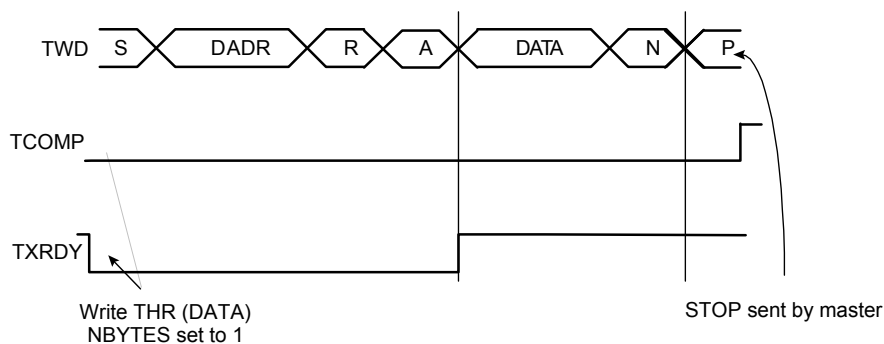 TWD S DADR R A DATA N P
TCOMP
TXRDY
Write THR (DATA)
NBYTES set to 1
STOP sent by master